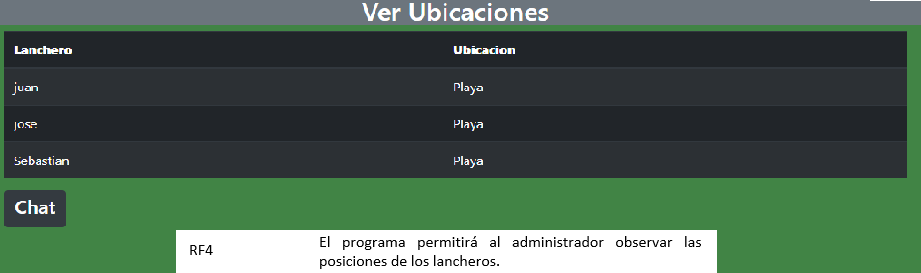 Ver Ubicaciones
Lanchero Ubicacion
juan Playa
jose Playa
Sebastian Playa
Chat
RF4 El programa permitirá al administrador observar las
posiciones de los lancheros.